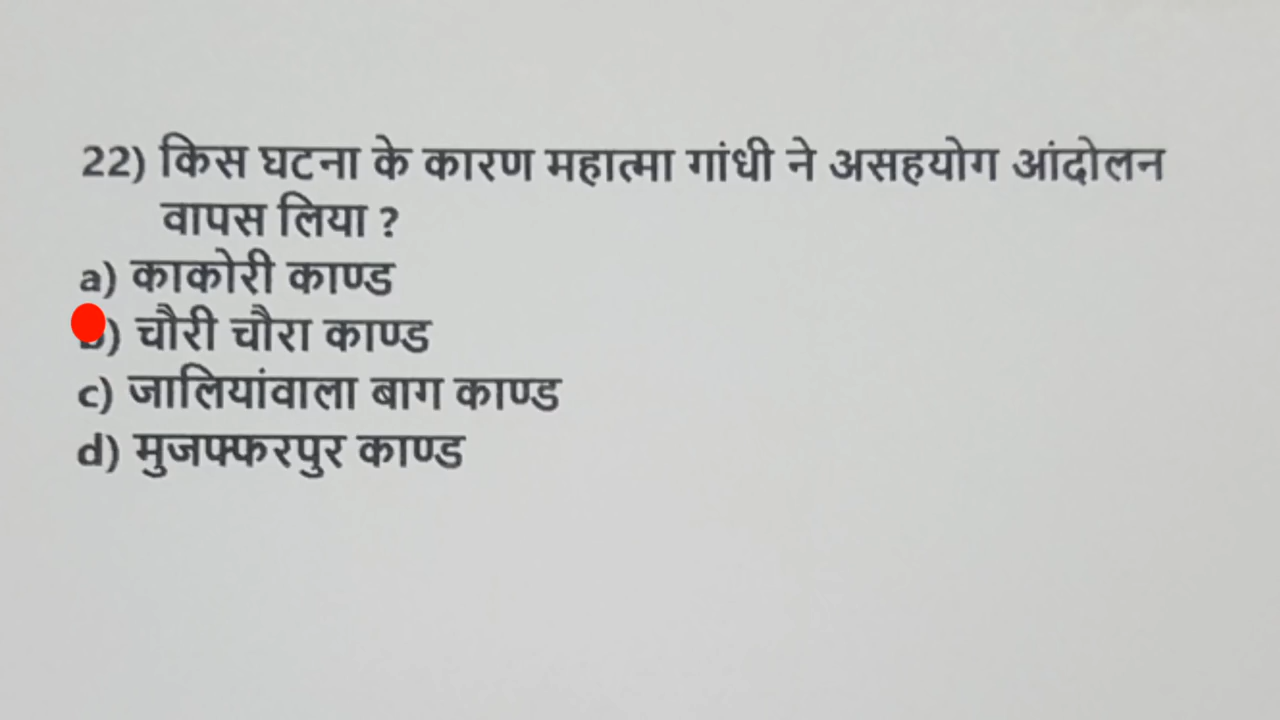 22) किस घटना के कारण महात्मा गांधी ने असहयोग आंदोलन
वापस लिया ?
a) काकोरी काण्ड
b) चौरी चौरा काण्ड
c) जालियांवाला बाग काण्ड
d) मुजफ्फरपुर काण्ड